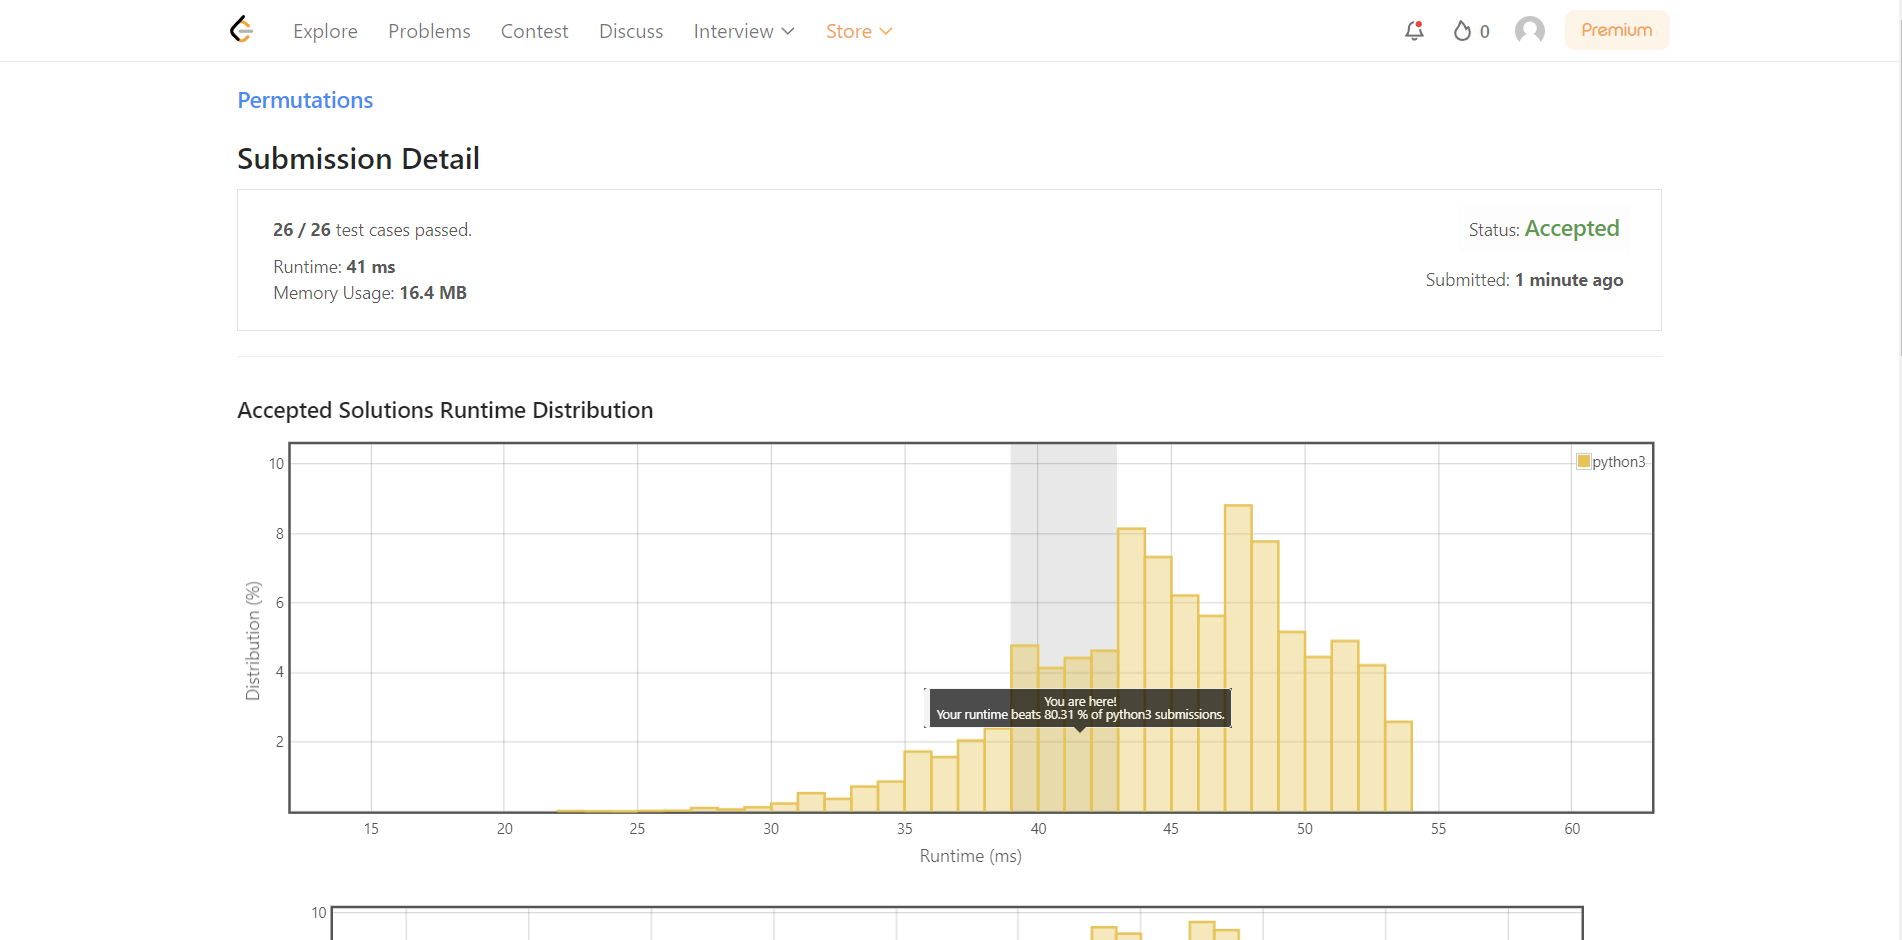 Explore Problems Contest Discuss Interview Store 0 Premium
Permutations
Submission Detail
26 / 26 test cases passed.
Status: Accepted
Runtime: 41 ms
Submitted: 1 minute ago
Memory Usage: 16.4 MB
Accepted Solutions Runtime Distribution
python3
Distribution (%)
10
8
6
4
2
You are here!
Your runtime beats 80.31 % of python3 submissions.
15 20 25 30 35 40 45 50 55 60
Runtime (ms)
10